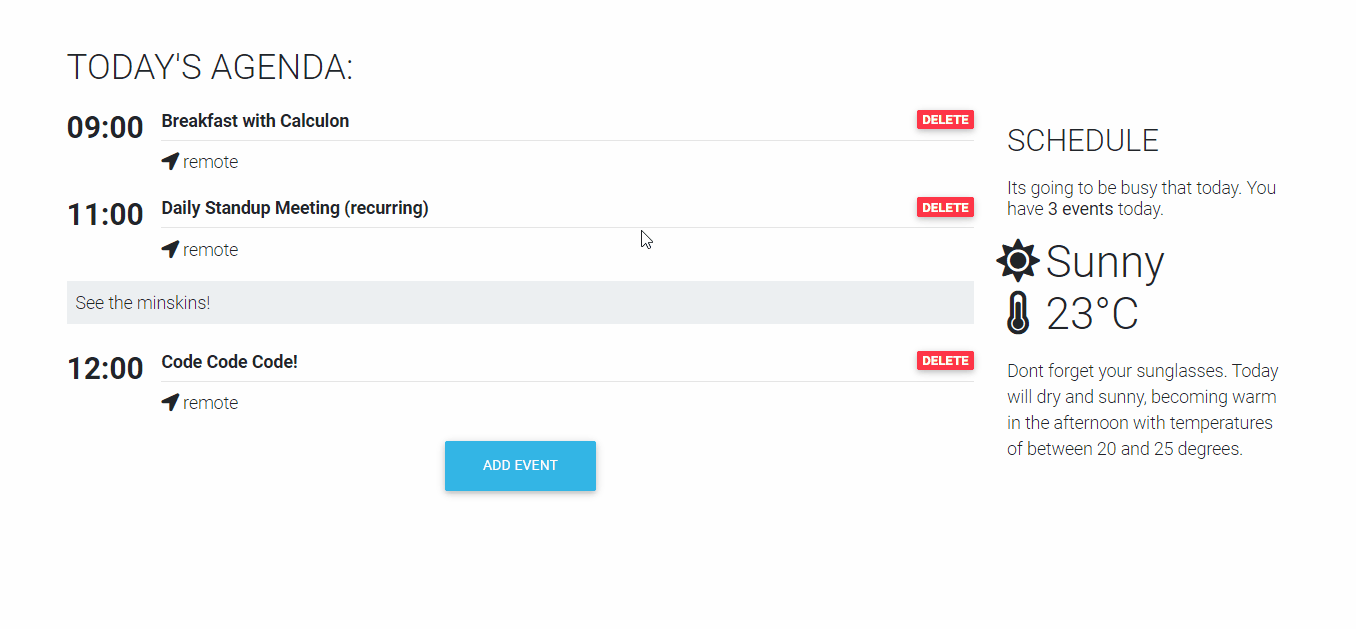 TODAY'S AGENDA:
09:00 Breakfast with Calculon DELETE
remote
11:00 Daily Standup Meeting (recurring) DELETE
remote
See the minskins!
12:00 Code Code Code! DELETE
remote
ADD EVENT
SCHEDULE
Its going to be busy that today. You
have 3 events today.
Sunny
23°C
Dont forget your sunglasses. Today
will dry and sunny, becoming warm
in the afternoon with temperatures
of between 20 and 25 degrees.